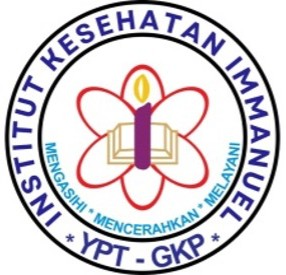 INSTITUT KESEHATAN IMMANUEL
MENGASIHI * MENCERAHKAN * MELAYANI
* YPT - GKP *